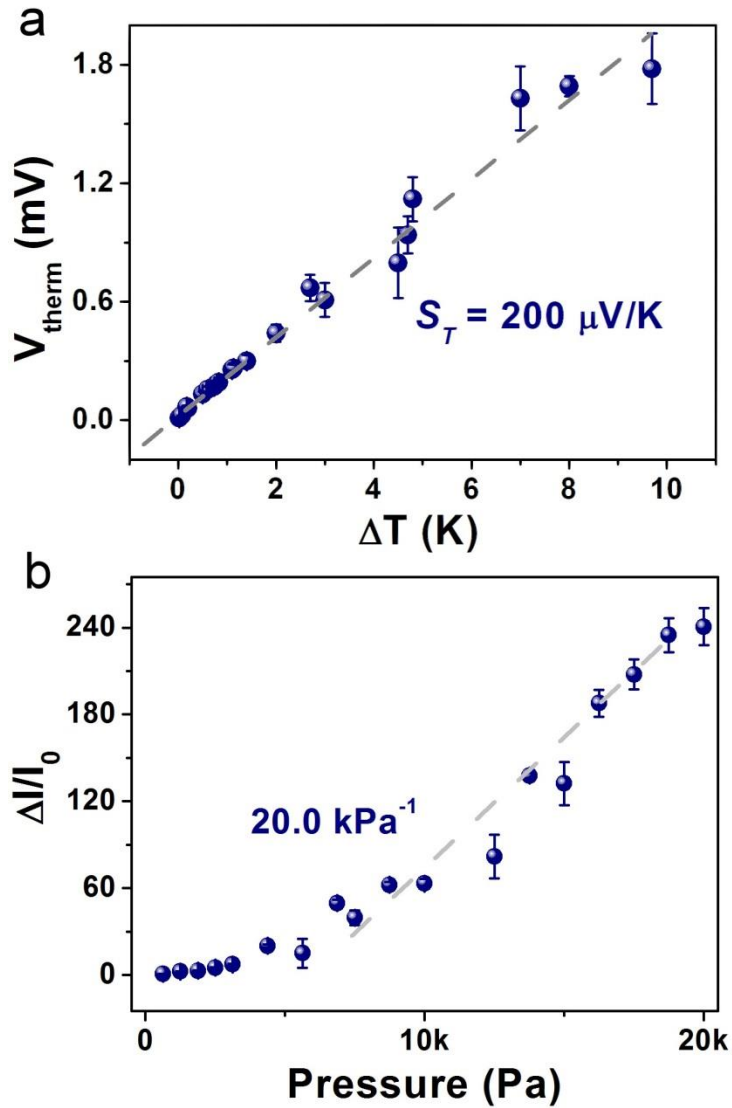 a
1.8
1.2
0.6
0.0
V_therm (mV)
S_T = 200 μV/K
0 2 4 6 8 10
ΔT (K)
b
240
180
120
60
0
ΔI/I_0
20.0 kPa⁻¹
0 10k 20k
Pressure (Pa)